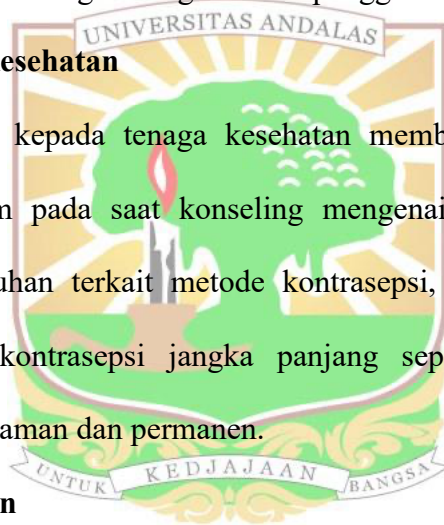 UNIVERSITAS ANDALAS
esehatan
kepada tenaga kesehatan memb
pada saat konseling mengenai
uhan terkait metode kontrasepsi,
kontrasepsi jangka panjang sep
aman dan permanen.
UNTUK KEDJAJAAN BANGSA
n